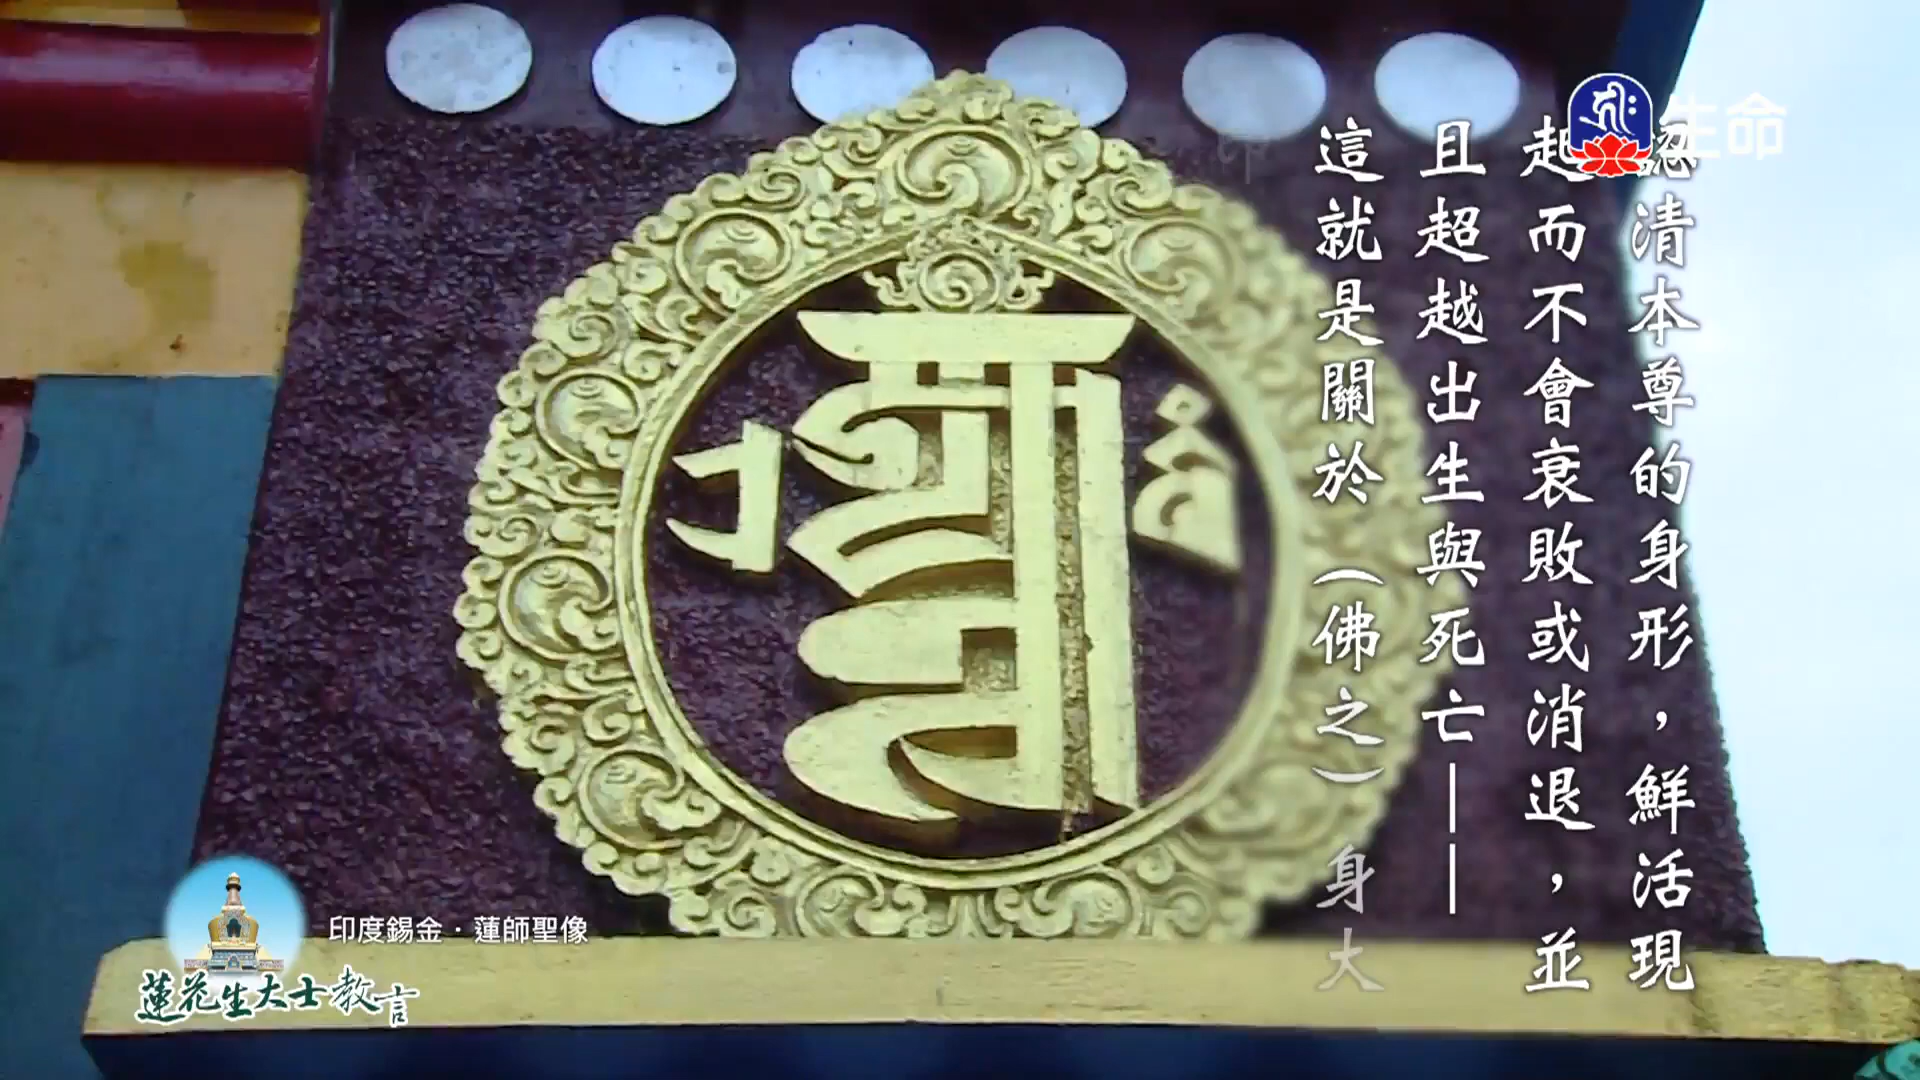 認清本尊的身形，鮮活現
起而不會衰敗或消退，並
且超越出生與死亡——
這就是關於（佛之）身大
生命
印度錫金．蓮師聖像
蓮花生大士教言